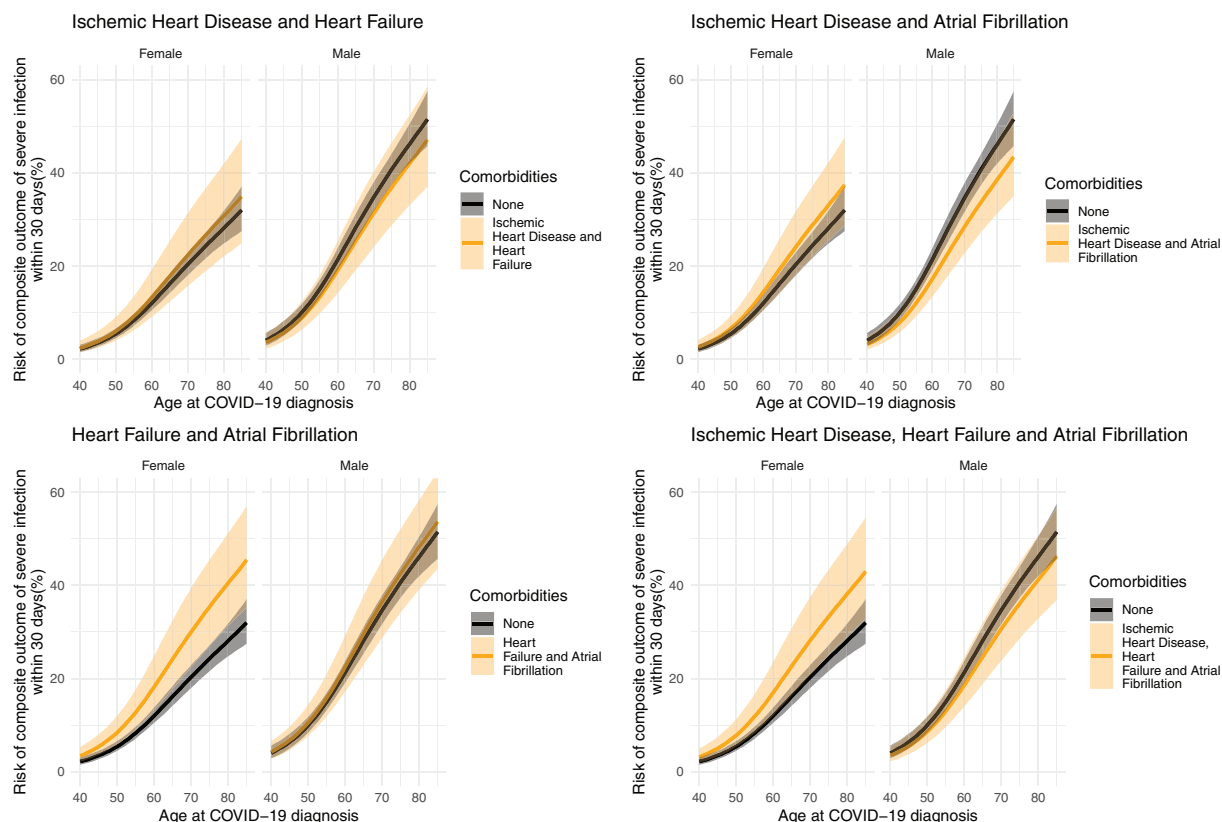 Ischemic Heart Disease and Heart Failure
Female
Male
Risk of composite outcome of severe infection
within 30 days(%)
60
40
20
0
40 50 60 70 80
40 50 60 70 80
Age at COVID−19 diagnosis
Comorbidities
None
Ischemic
Heart Disease and
Heart
Failure
Ischemic Heart Disease and Atrial Fibrillation
Female
Male
Risk of composite outcome of severe infection
within 30 days(%)
60
40
20
0
40 50 60 70 80
40 50 60 70 80
Age at COVID−19 diagnosis
Comorbidities
None
Ischemic
Heart Disease and Atrial
Fibrillation
Heart Failure and Atrial Fibrillation
Female
Male
Risk of composite outcome of severe infection
within 30 days(%)
60
40
20
0
40 50 60 70 80
40 50 60 70 80
Age at COVID−19 diagnosis
Comorbidities
None
Heart
Failure and Atrial
Fibrillation
Ischemic Heart Disease, Heart Failure and Atrial Fibrillation
Female
Male
Risk of composite outcome of severe infection
within 30 days(%)
60
40
20
0
40 50 60 70 80
40 50 60 70 80
Age at COVID−19 diagnosis
Comorbidities
None
Ischemic
Heart Disease,
Heart
Failure and Atrial
Fibrillation